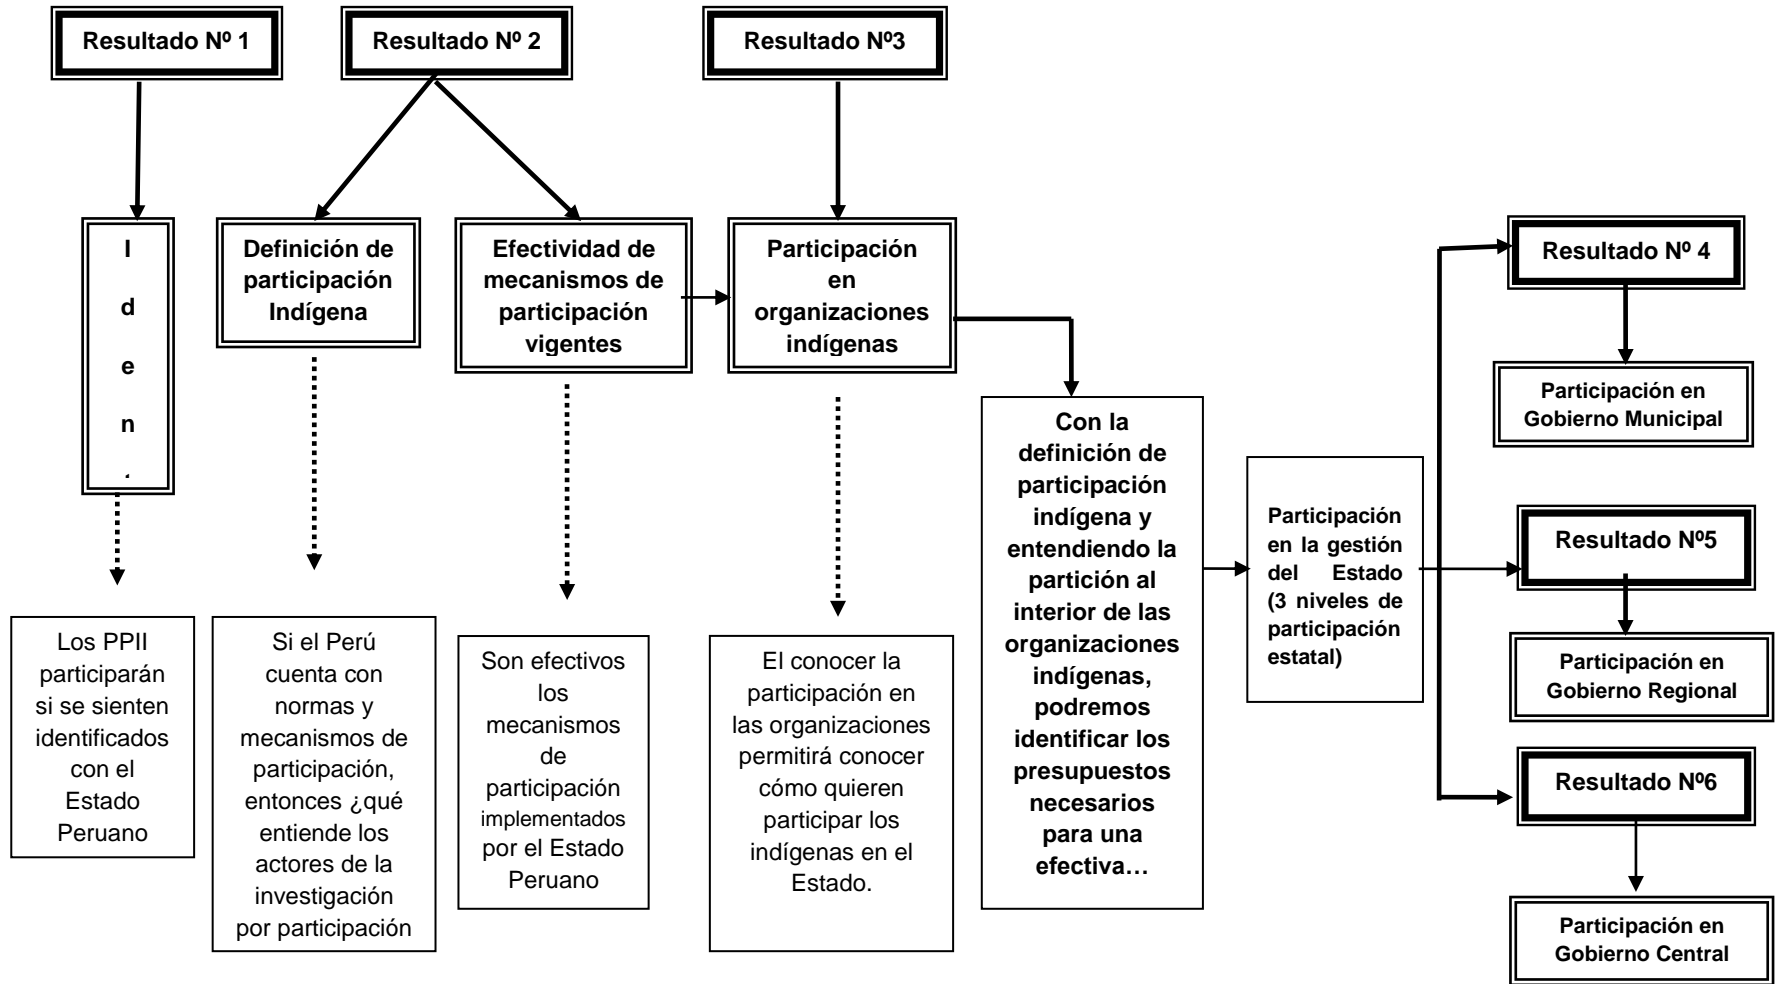 Resultado Nº 1
Resultado Nº 2
Resultado Nº3
I
d
e
n
.
Definición de
participación
Indígena
Efectividad de
mecanismos de
participación
vigentes
Participación
en
organizaciones
indígenas
Los PPII
participarán
si se sienten
identificados
con el
Estado
Peruano
Si el Perú
cuenta con
normas y
mecanismos de
participación,
entonces ¿qué
entiende los
actores de la
investigación
por participación
Son efectivos
los
mecanismos
de
participación
implementados
por el Estado
Peruano
El conocer la
participación en
las organizaciones
permitirá conocer
cómo quieren
participar los
indígenas en el
Estado.
Con la
definición de
participación
indígena y
entendiendo la
partición al
interior de las
organizaciones
indígenas,
podremos
identificar los
presupuestos
necesarios
para una
efectiva…
Participación
en la gestión
del Estado
(3 niveles de
participación
estatal)
Resultado Nº 4
Participación en
Gobierno Municipal
Resultado Nº5
Participación en
Gobierno Regional
Resultado Nº6
Participación en
Gobierno Central